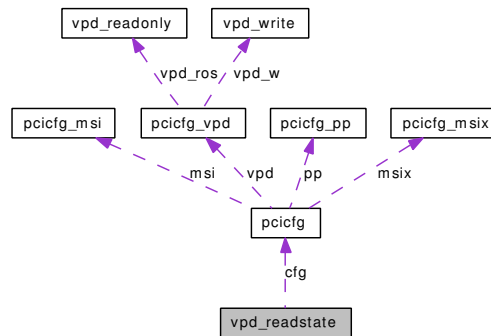 vpd_readonly vpd_write
vpd_ros vpd_w
pcicfg_msi pcicfg_vpd pcicfg_pp pcicfg_msix
msi vpd pp msix
pcicfg
cfg
vpd_readstate